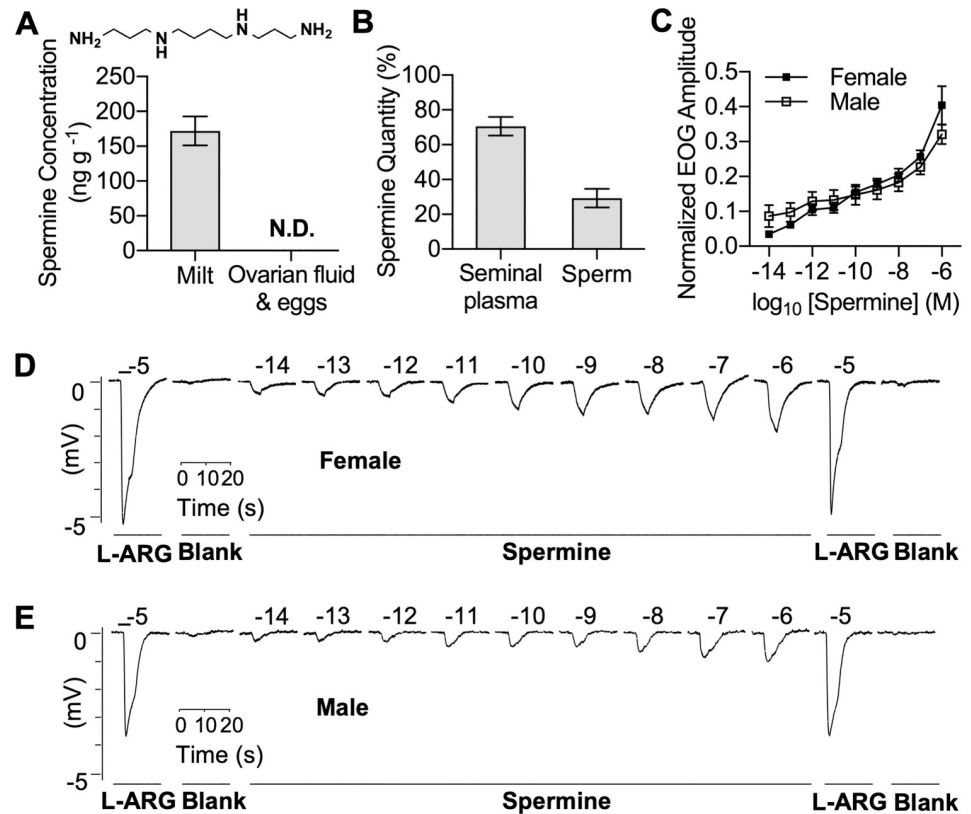 A
NH2 N H H N NH2
Spermine Concentration
(ng g -1)
250
200
150
100
50
0
N.D.
Milt Ovarian fluid
& eggs
B
Spermine Quantity (%)
100
80
60
40
20
0
Seminal Sperm
plasma
C
Normalized EOG Amplitude
0.5
0.4
0.3
0.2
0.1
0.0
Female
Male
-14 -12 -10 -8 -6
log10 [Spermine] (M)
D
-5 -14 -13 -12 -11 -10 -9 -8 -7 -6 -5
0
(mV)
-5
Female
0 10 20
Time (s)
L-ARG Blank Spermine L-ARG Blank
E
-5 -14 -13 -12 -11 -10 -9 -8 -7 -6 -5
0
(mV)
-5
Male
0 10 20
Time (s)
L-ARG Blank Spermine L-ARG Blank